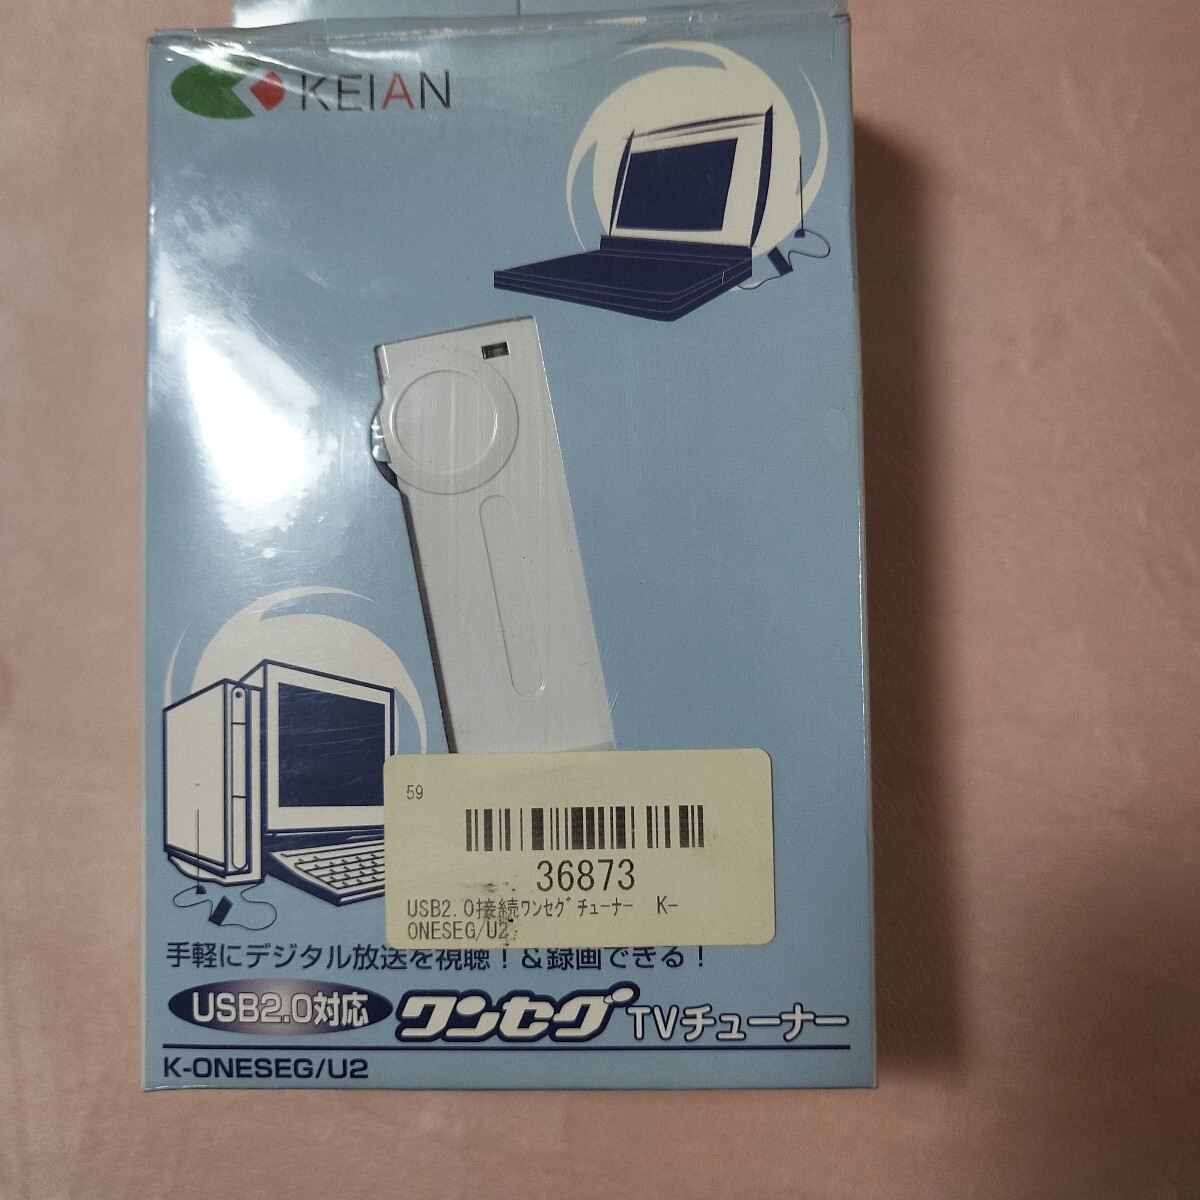 KEIAN
59
36873
USB2.0接続ﾜﾝｾｸﾞﾁｭｰﾅｰ K-
ONESEG/U2
手軽にデジタル放送を視聴！＆録画できる！
USB2.0対応 ワンセグ TVチューナー
K-ONESEG/U2